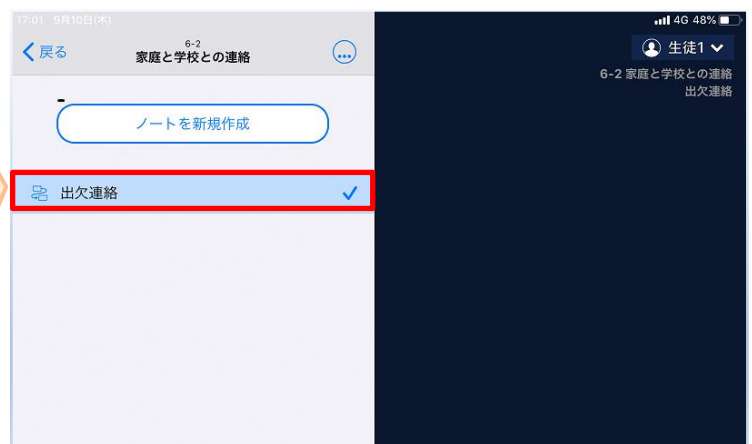 17:01 9月10日(木)
4G 48%
戻る
6-2
家庭と学校との連絡
生徒1
6-2 家庭と学校との連絡
出欠連絡
ノートを新規作成
出欠連絡